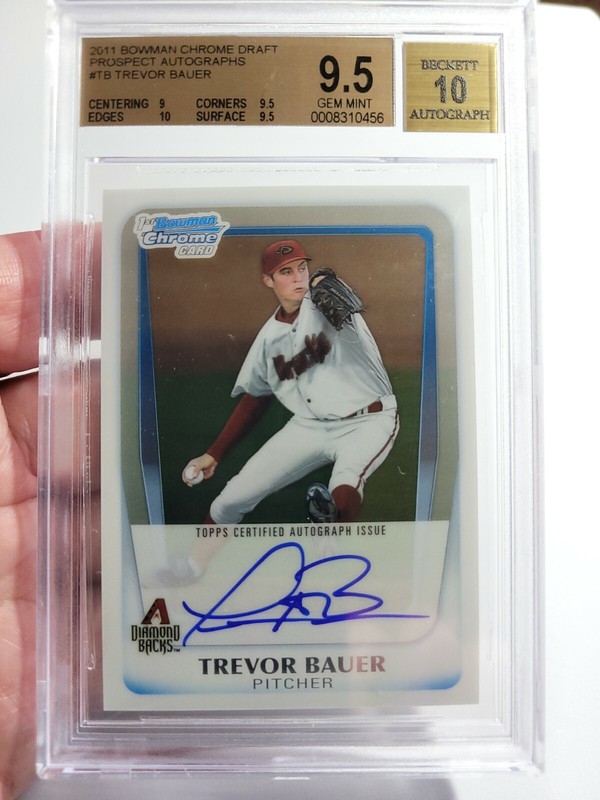 2011 BOWMAN CHROME DRAFT
PROSPECT AUTOGRAPHS
#TB TREVOR BAUER
CENTERING 9 CORNERS 9.5
EDGES 10 SURFACE 9.5
9.5
GEM MINT
0008310456
BECKETT
10
AUTOGRAPH
1st Bowman
Chrome
CARD
TOPPS CERTIFIED AUTOGRAPH ISSUE
DIAMOND
BACKS™
TREVOR BAUER
PITCHER